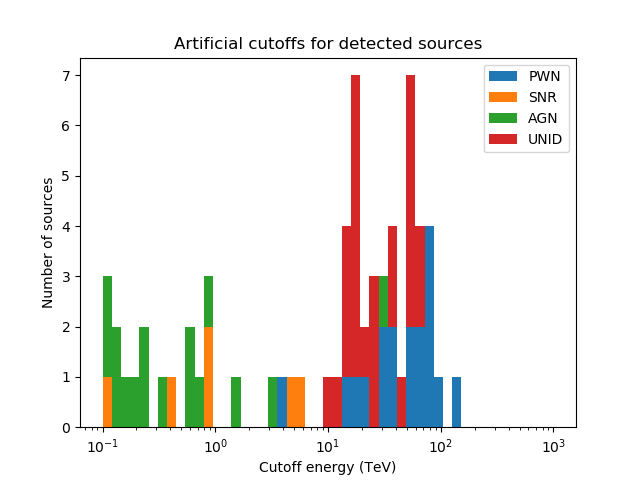 Artificial cutoffs for detected sources
PWN
SNR
AGN
UNID
7
6
5
4
3
2
1
0
Number of sources
10⁻¹
10⁰
10¹
10²
10³
Cutoff energy (TeV)